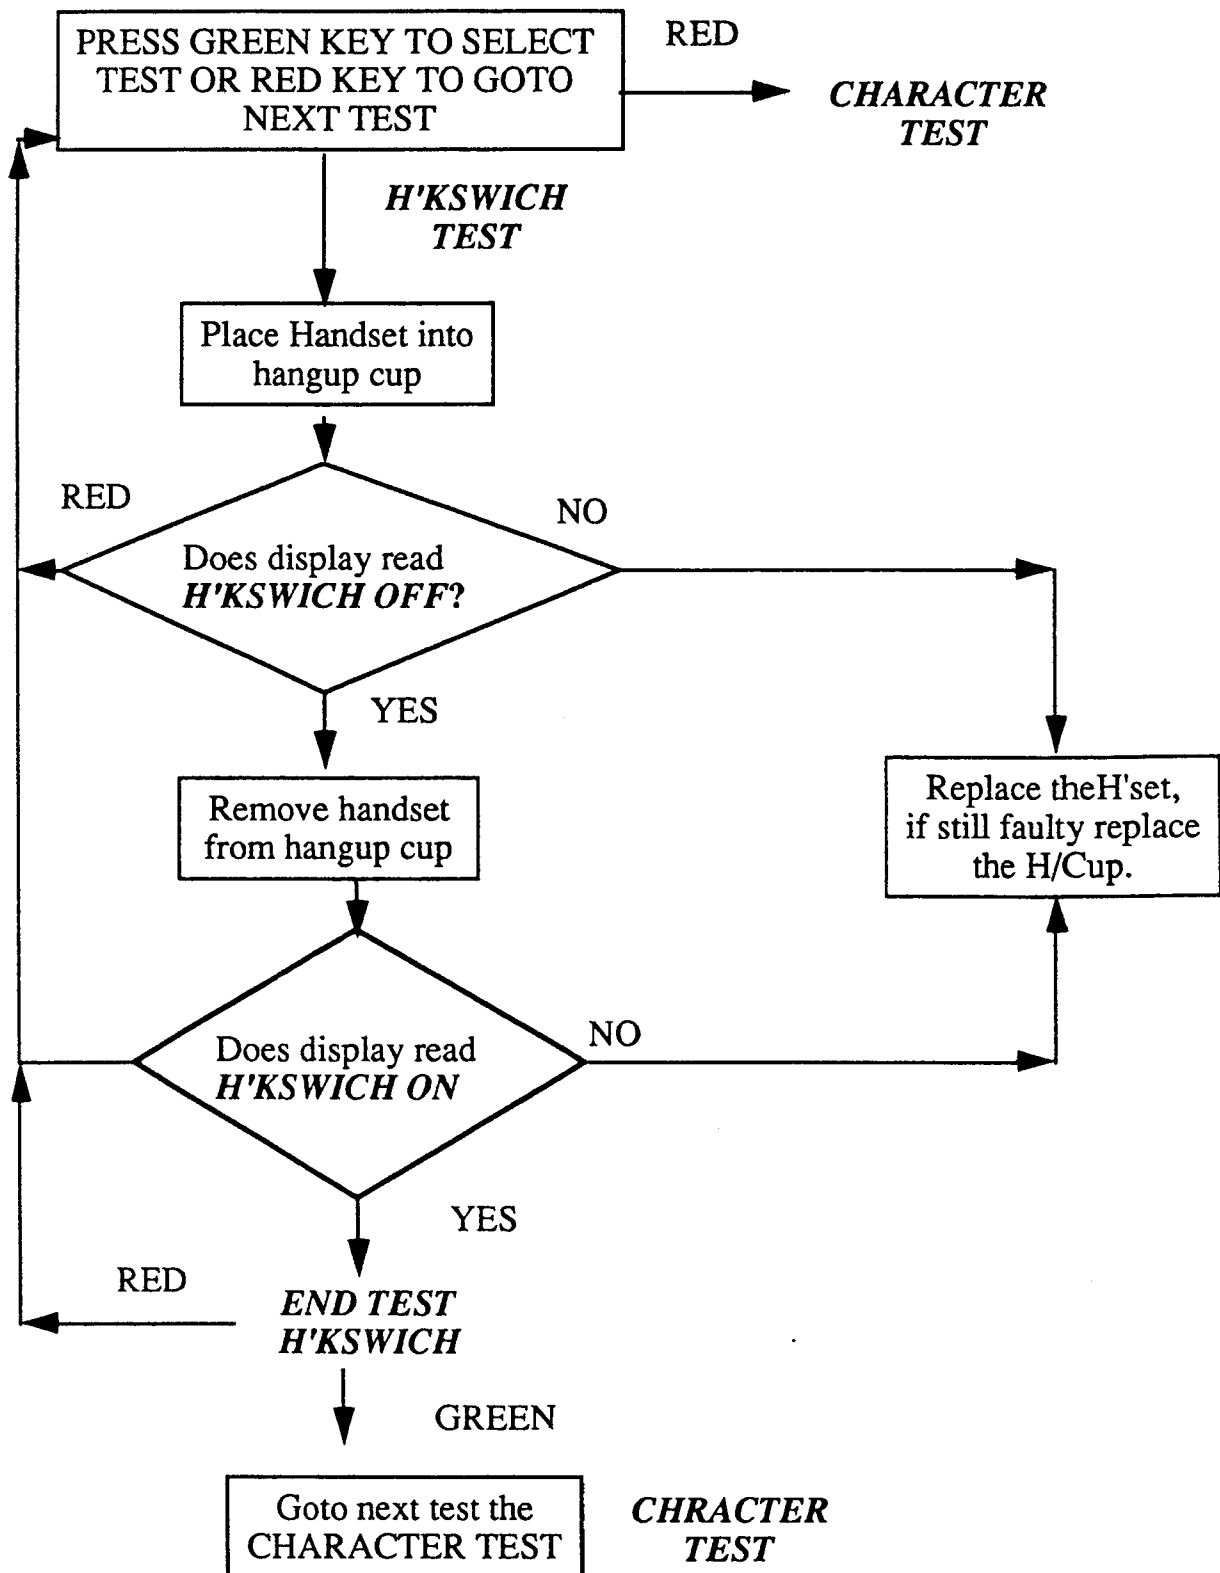 PRESS GREEN KEY TO SELECT
TEST OR RED KEY TO GOTO
NEXT TEST
RED
CHARACTER
TEST
H'KSWICH
TEST
Place Handset into
hangup cup
RED
NO
Does display read
H'KSWICH OFF?
YES
Remove handset
from hangup cup
Replace theH'set,
if still faulty replace
the H/Cup.
NO
Does display read
H'KSWICH ON
YES
RED
END TEST
H'KSWICH
GREEN
Goto next test the
CHARACTER TEST
CHRACTER
TEST